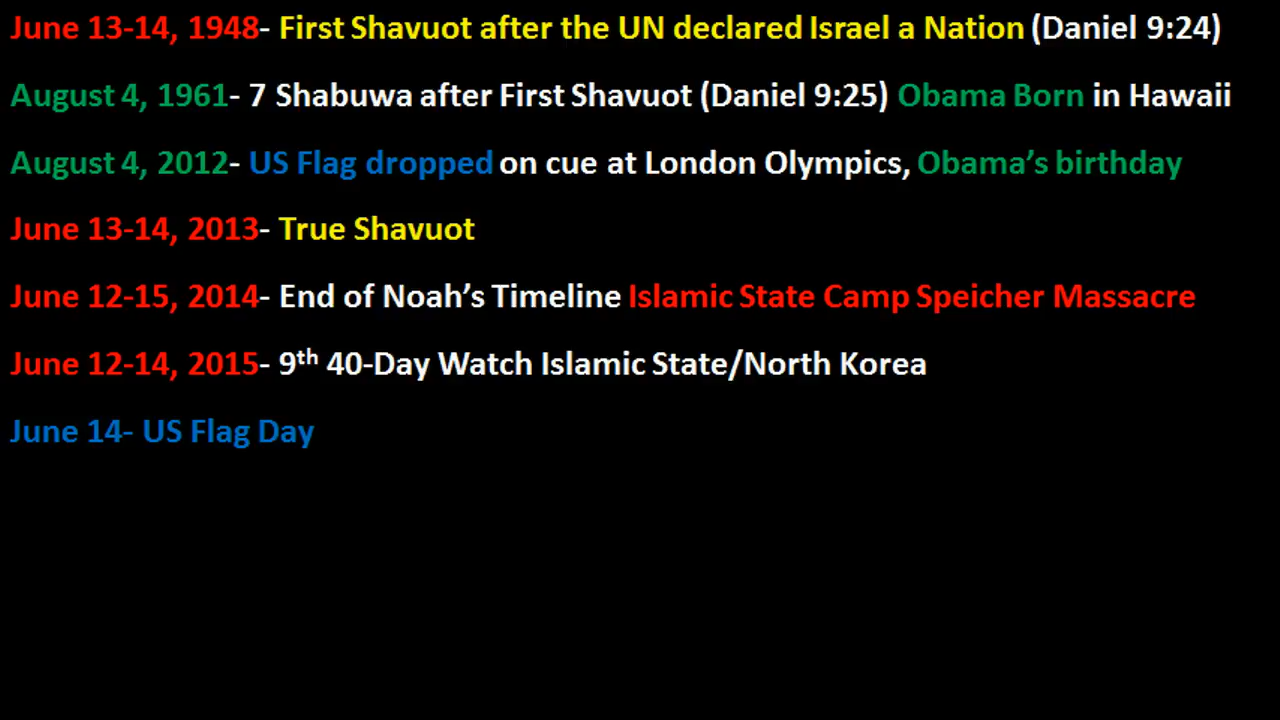 June 13-14, 1948- First Shavuot after the UN declared Israel a Nation (Daniel 9:24)
August 4, 1961- 7 Shabuwa after First Shavuot (Daniel 9:25) Obama Born in Hawaii
August 4, 2012- US Flag dropped on cue at London Olympics, Obama’s birthday
June 13-14, 2013- True Shavuot
June 12-15, 2014- End of Noah’s Timeline Islamic State Camp Speicher Massacre
June 12-14, 2015- 9th 40-Day Watch Islamic State/North Korea
June 14- US Flag Day